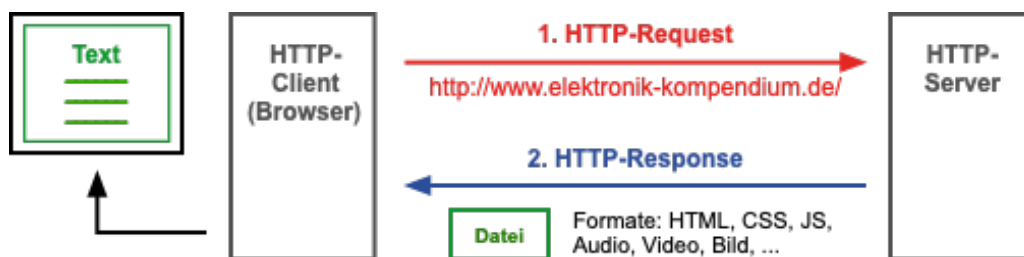 Text
HTTP-
Client
(Browser)
1. HTTP-Request
http://www.elektronik-kompendium.de/
2. HTTP-Response
Datei
Formate: HTML, CSS, JS,
Audio, Video, Bild, ...
HTTP-
Server